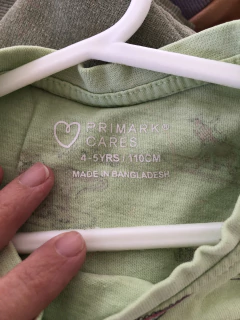 PRIMARK
CARES
4-5YRS / 110CM
MADE IN BANGLADESH